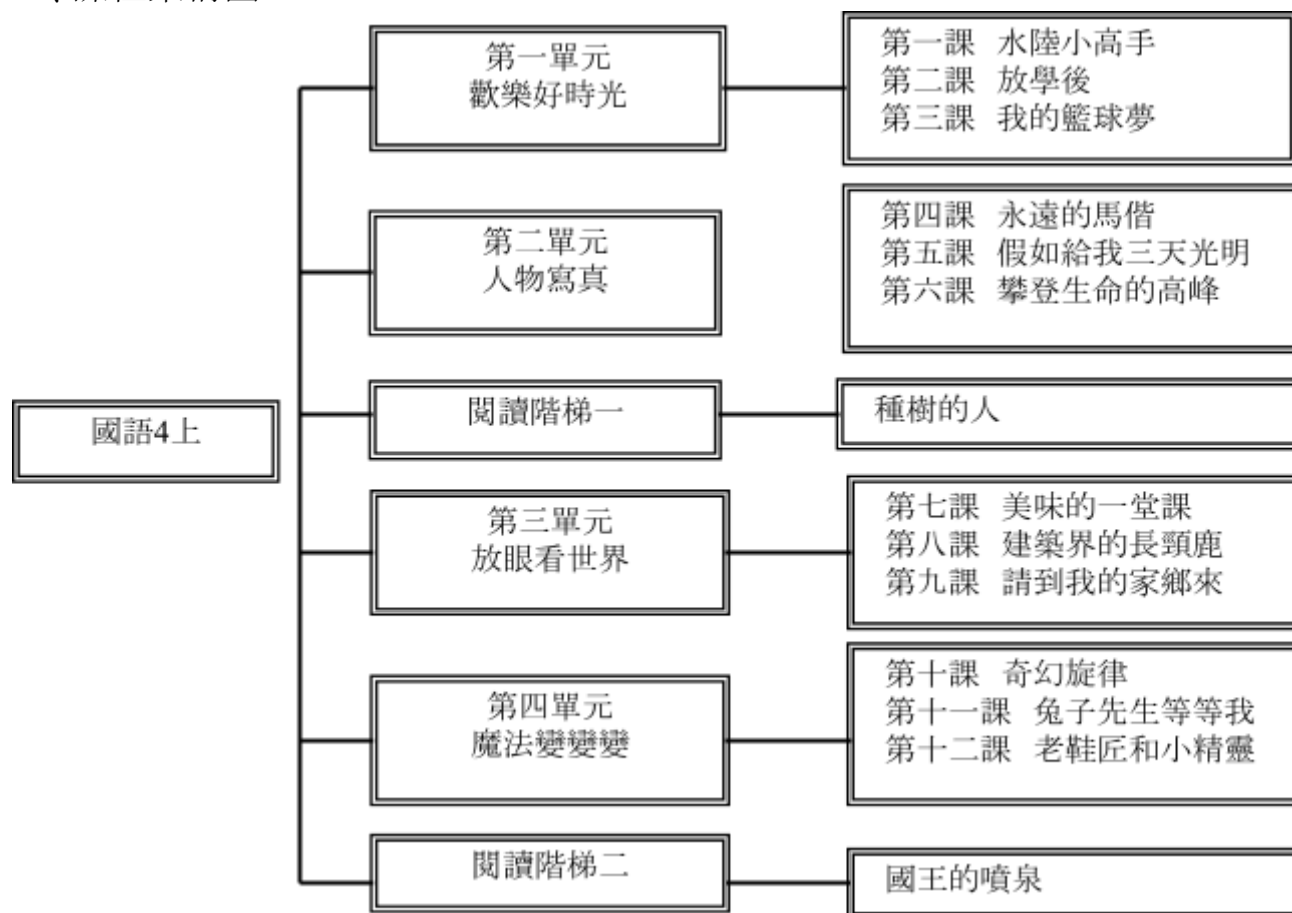 國語4上
第一單元
歡樂好時光
第一課 水陸小高手
第二課 放學後
第三課 我的籃球夢
第二單元
人物寫真
第四課 永遠的馬偕
第五課 假如給我三天光明
第六課 攀登生命的高峰
閱讀階梯一
種樹的人
第三單元
放眼看世界
第七課 美味的一堂課
第八課 建築界的長頸鹿
第九課 請到我的家鄉來
第四單元
魔法變變變
第十課 奇幻旋律
第十一課 兔子先生等等我
第十二課 老鞋匠和小精靈
閱讀階梯二
國王的噴泉